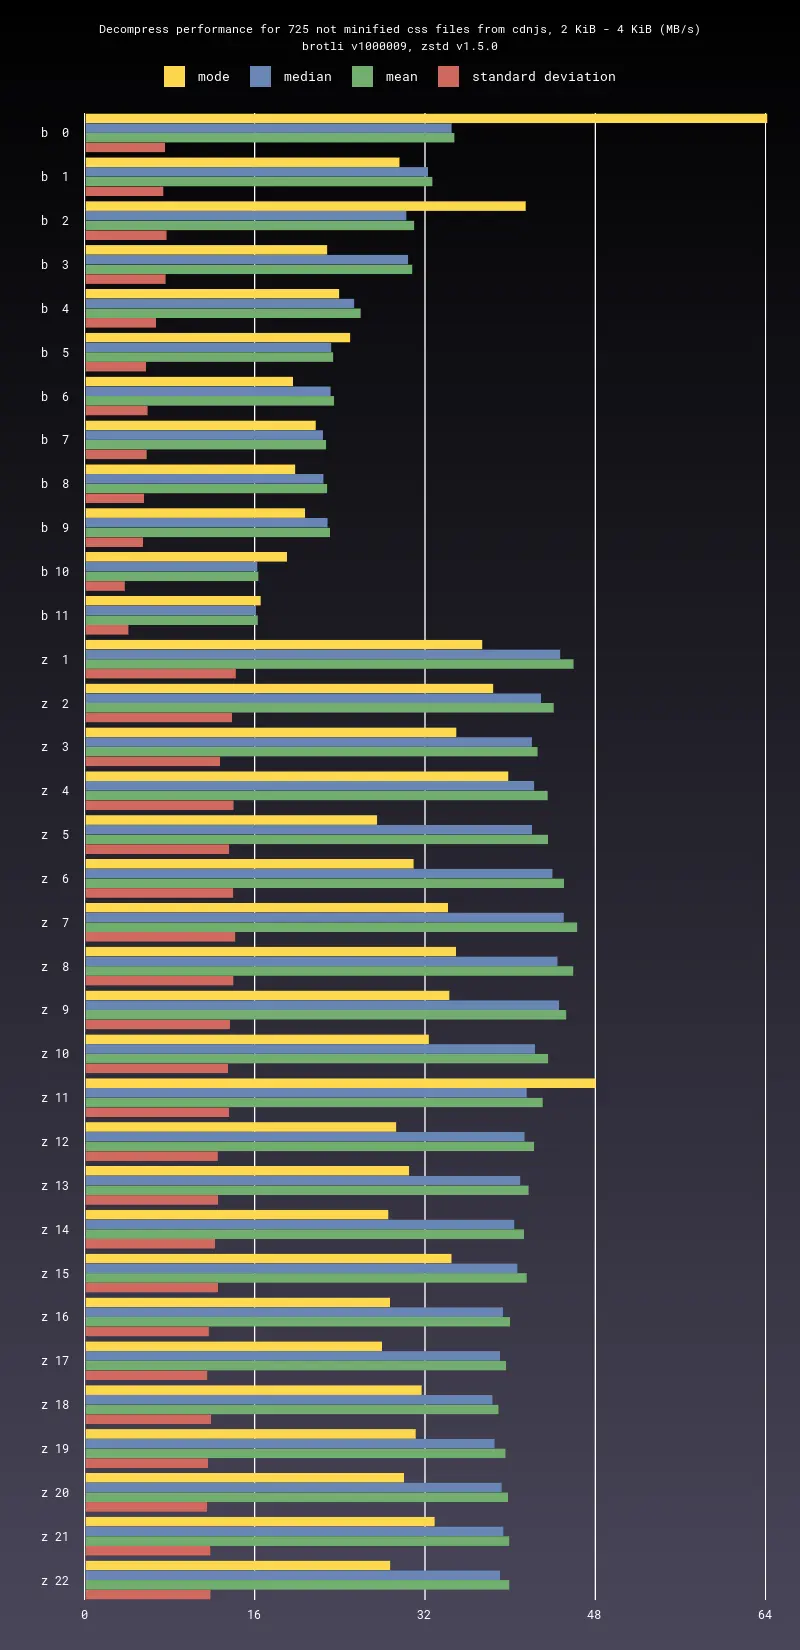 Decompress performance for 725 not minified css files from cdnjs, 2 KiB - 4 KiB (MB/s)
brotli v1000009, zstd v1.5.0
mode median mean standard deviation
b 0
b 1
b 2
b 3
b 4
b 5
b 6
b 7
b 8
b 9
b 10
b 11
z 1
z 2
z 3
z 4
z 5
z 6
z 7
z 8
z 9
z 10
z 11
z 12
z 13
z 14
z 15
z 16
z 17
z 18
z 19
z 20
z 21
z 22
0 16 32 48 64